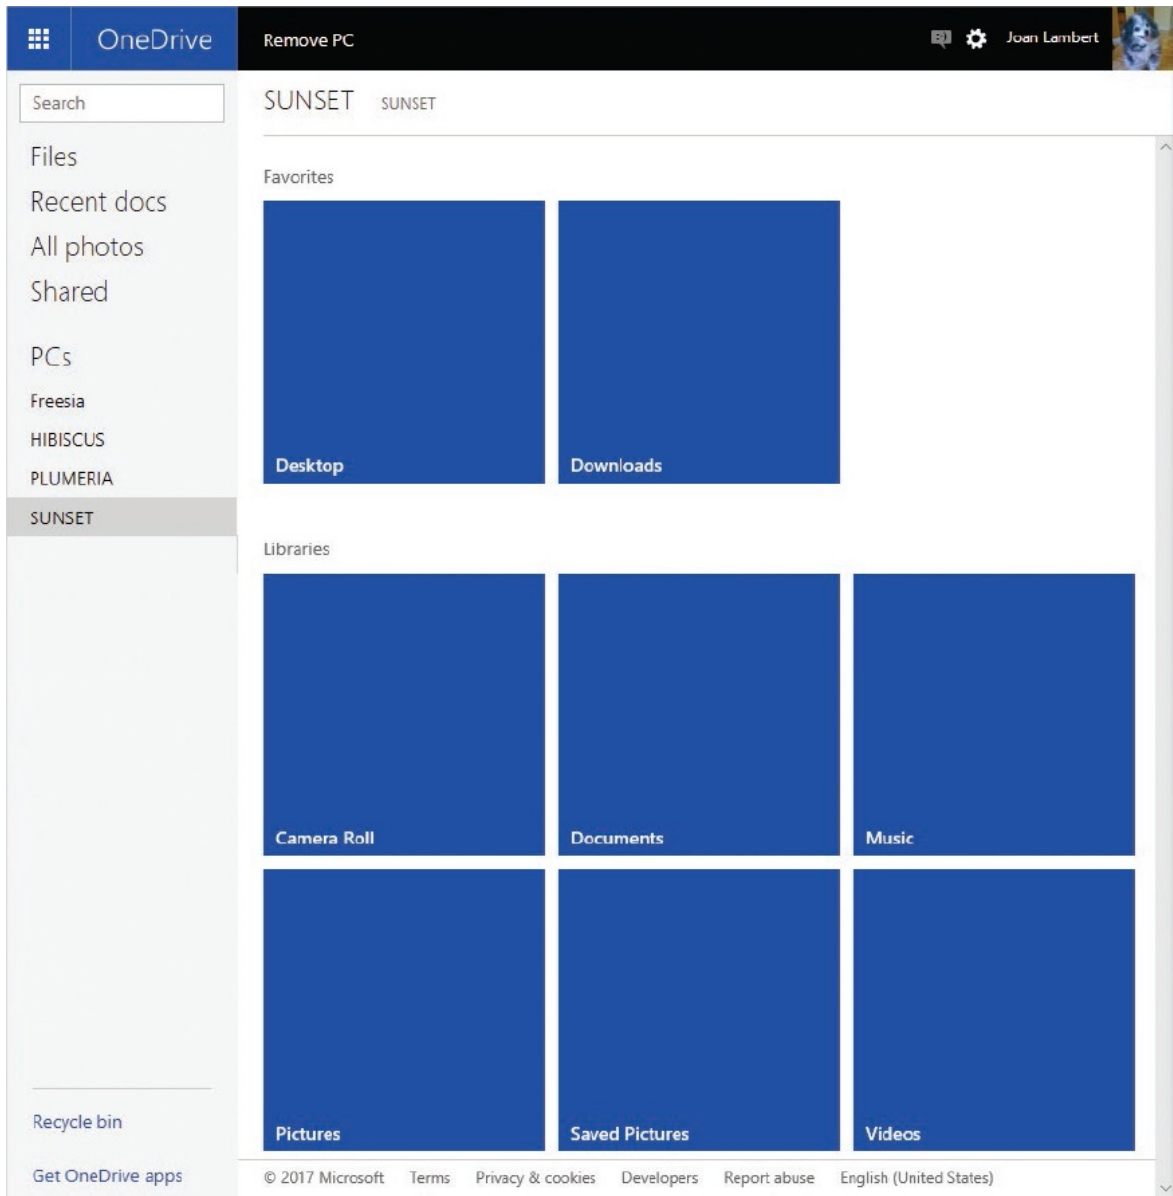 OneDrive
Remove PC
Joan Lambert
Search
Files
Recent docs
All photos
Shared
PCs
Freesia
HIBISCUS
PLUMERIA
SUNSET
Recycle bin
Get OneDrive apps
SUNSET SUNSET
Favorites
Desktop
Downloads
Libraries
Camera Roll
Documents
Music
Pictures
Saved Pictures
Videos
© 2017 Microsoft Terms Privacy & cookies Developers Report abuse English (United States)